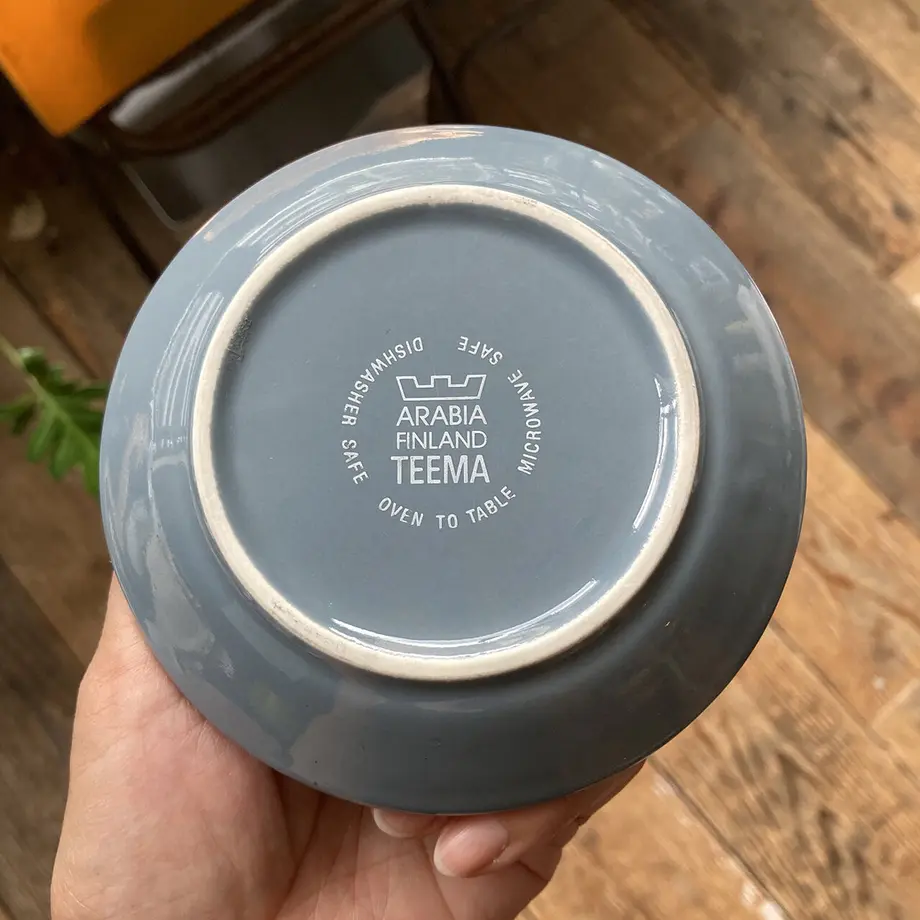 ARABIA
FINLAND
TEEMA
DISHWASHER SAFE
OVEN TO TABLE
MICROWAVE SAFE